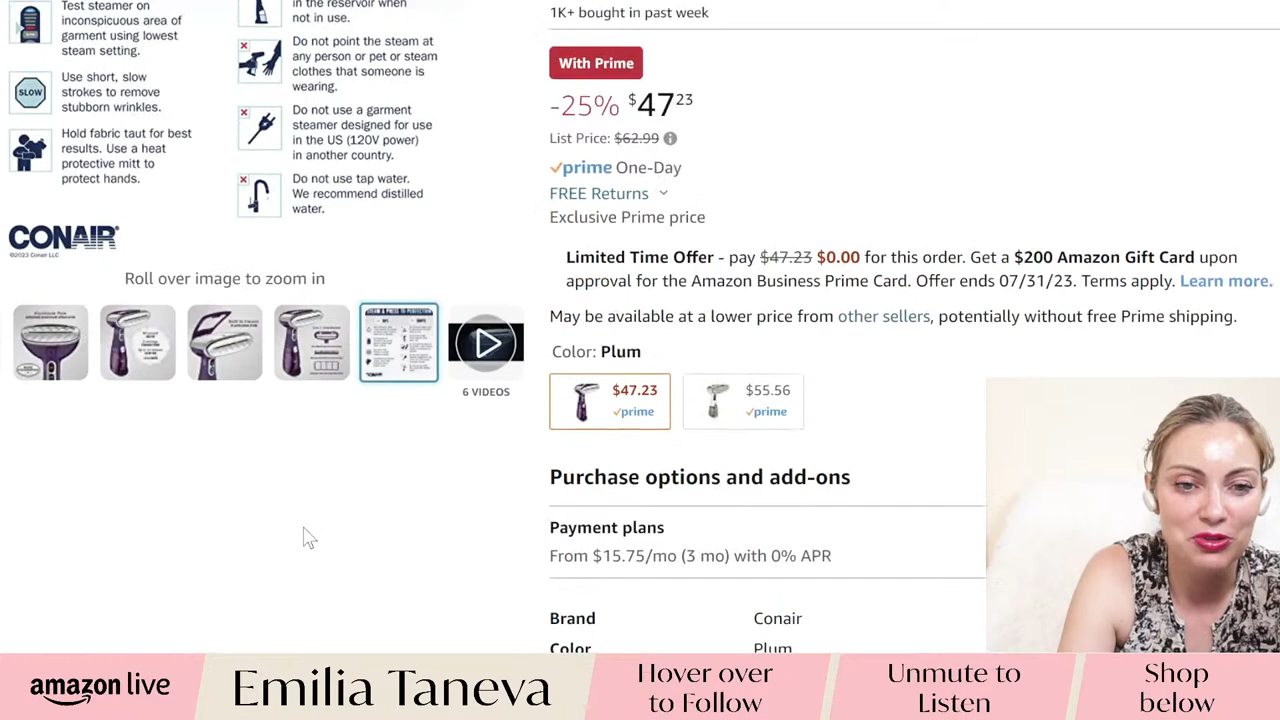 Test steamer on
inconspicuous area of
garment using lowest
steam setting.
SLOW
Use short, slow
strokes to remove
stubborn wrinkles.
Hold fabric taut for best
results. Use a heat
protective mitt to
protect hands.
in the reservoir when
not in use.
Do not point the steam at
any person or pet or steam
clothes that someone is
wearing.
Do not use a garment
steamer designed for use
in the US (120V power)
in another country.
Do not use tap water.
We recommend distilled
water.
CONAIR
©2023 Conair LLC
Roll over image to zoom in
6 VIDEOS
1K+ bought in past week
With Prime
-25% $47 23
List Price: $62.99
prime One-Day
FREE Returns
Exclusive Prime price
Limited Time Offer - pay $47.23 $0.00 for this order. Get a $200 Amazon Gift Card upon
approval for the Amazon Business Prime Card. Offer ends 07/31/23. Terms apply. Learn more.
May be available at a lower price from other sellers, potentially without free Prime shipping.
Color: Plum
$47.23
prime
$55.56
prime
Purchase options and add-ons
Payment plans
From $15.75/mo (3 mo) with 0% APR
Brand Conair
Color Plum
amazon live
Emilia Taneva
Hover over
to Follow
Unmute to
Listen
Shop
below